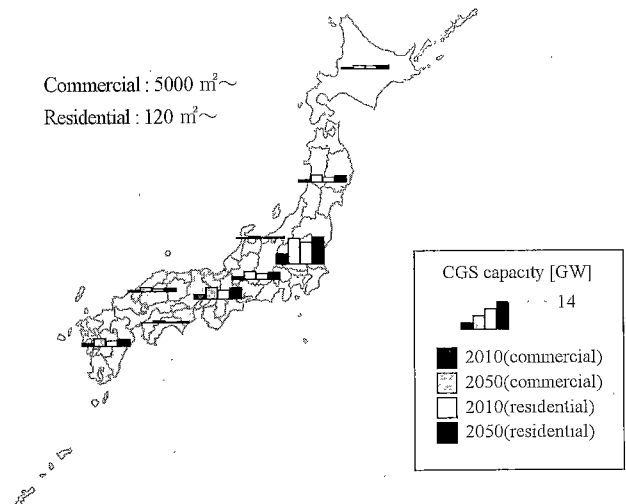 Commercial : 5000 m²～
Residential : 120 m²～
CGS capacity [GW]
14
2010(commercial)
2050(commercial)
2010(residential)
2050(residential)